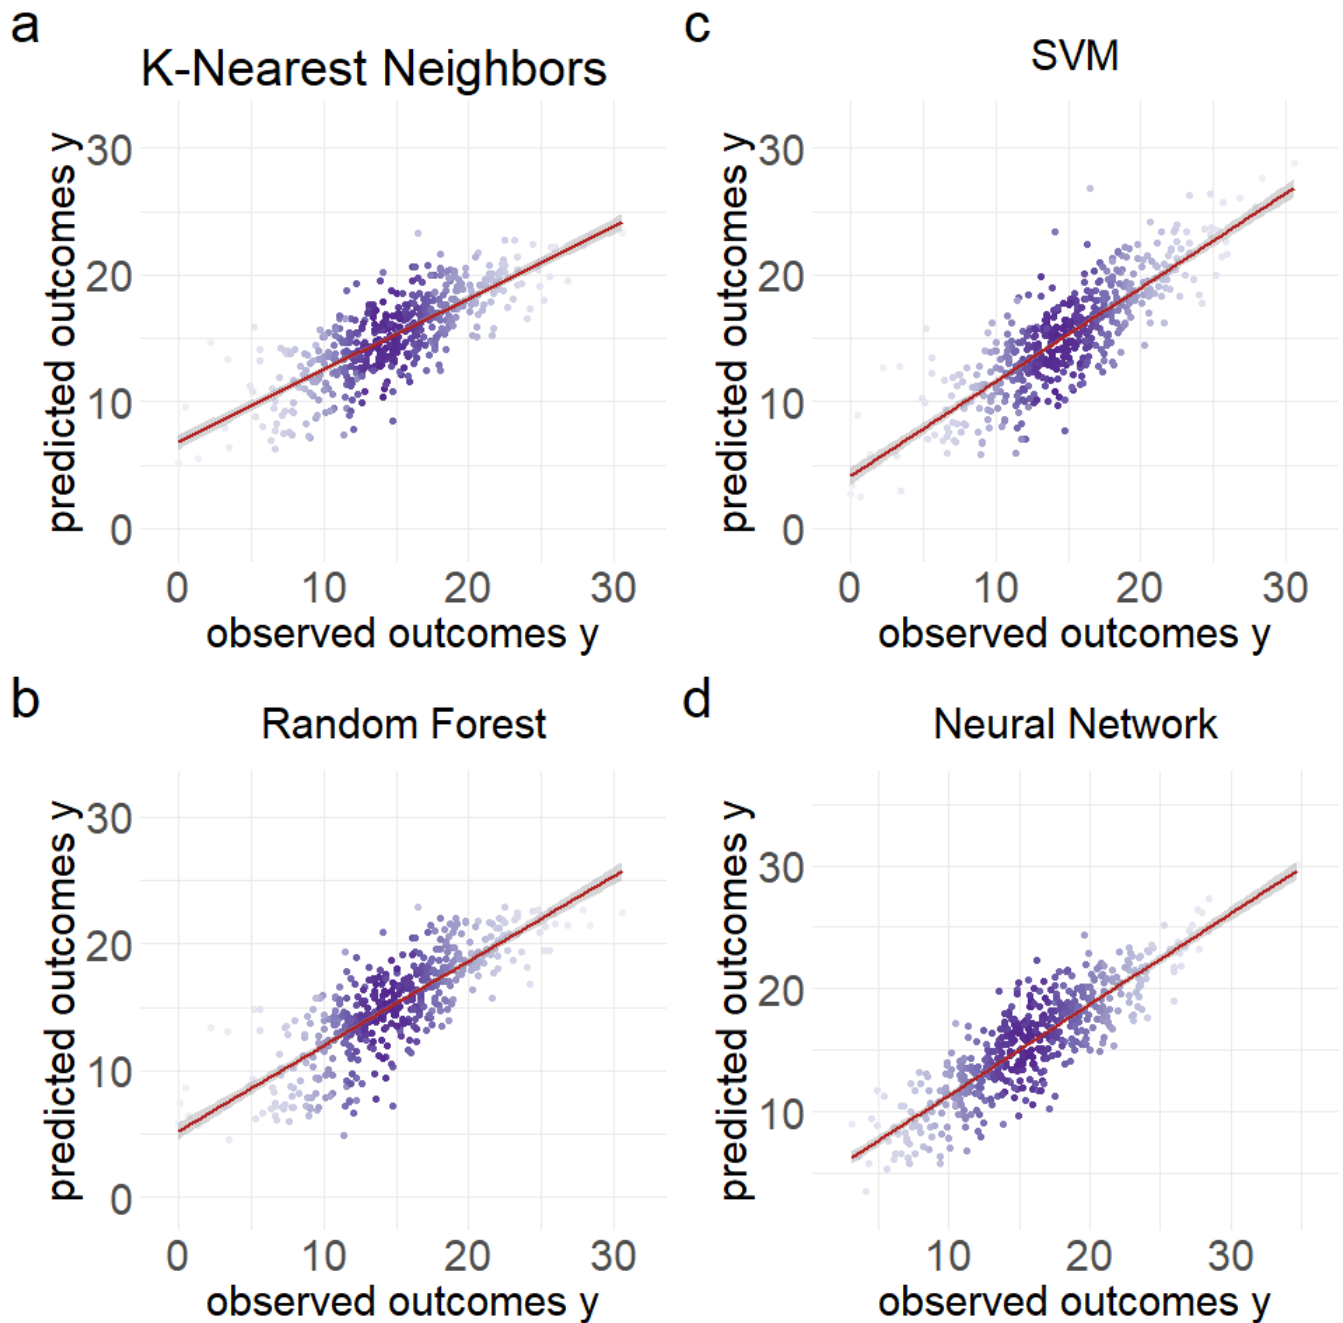 a
K-Nearest Neighbors
predicted outcomes y
30
20
10
0
0 10 20 30
observed outcomes y
c
SVM
predicted outcomes y
30
20
10
0
0 10 20 30
observed outcomes y
b
Random Forest
predicted outcomes y
30
20
10
0
0 10 20 30
observed outcomes y
d
Neural Network
predicted outcomes y
30
20
10
10 20 30
observed outcomes y